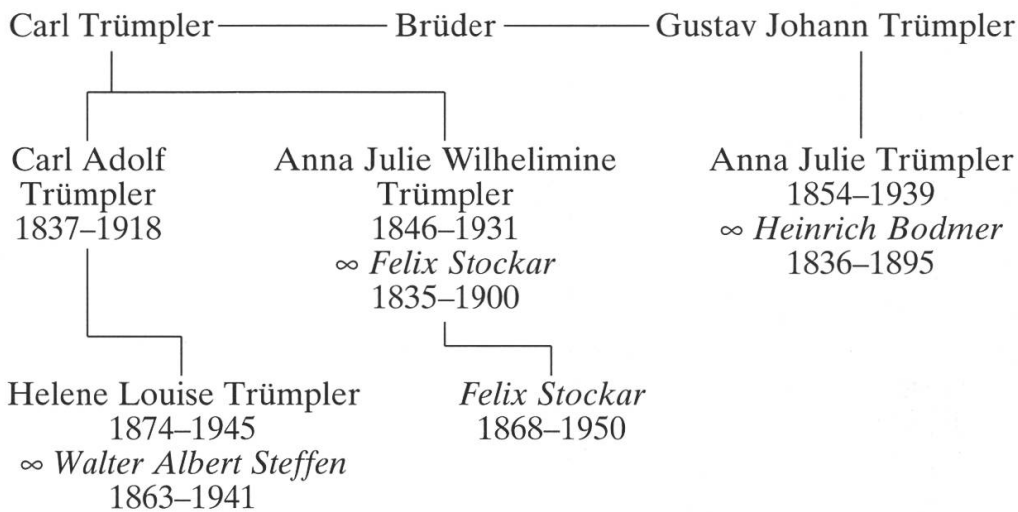 Carl Trümpler Brüder Gustav Johann Trümpler
Carl Adolf
Trümpler
1837–1918
Anna Julie Wilhelimine
Trümpler
1846–1931
∞ Felix Stockar
1835–1900
Anna Julie Trümpler
1854–1939
∞ Heinrich Bodmer
1836–1895
Helene Louise Trümpler
1874–1945
∞ Walter Albert Steffen
1863–1941
Felix Stockar
1868–1950